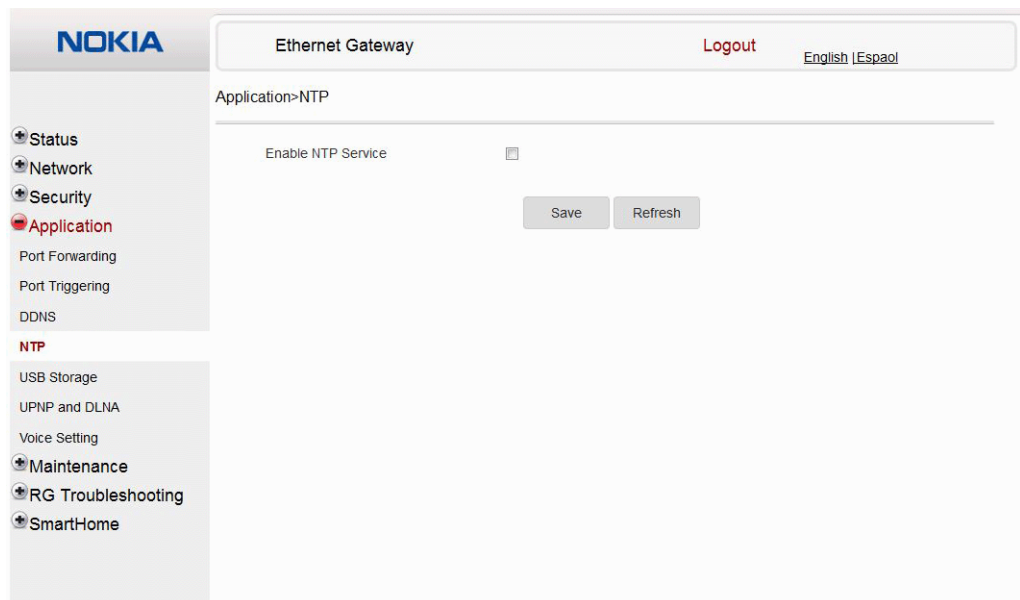 NOKIA
Ethernet Gateway
Logout
English | Espaol
Application>NTP
Status
Network
Security
Application
Port Forwarding
Port Triggering
DDNS
NTP
USB Storage
UPNP and DLNA
Voice Setting
Maintenance
RG Troubleshooting
SmartHome
Enable NTP Service
Save
Refresh